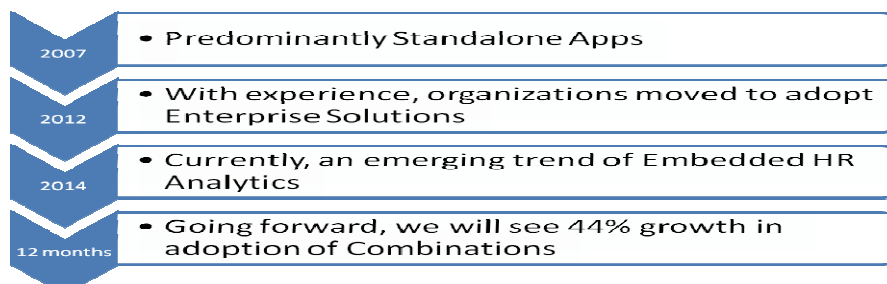 2007
• Predominantly Standalone Apps
2012
• With experience, organizations moved to adopt
Enterprise Solutions
2014
• Currently, an emerging trend of Embedded HR
Analytics
12 months
• Going forward, we will see 44% growth in
adoption of Combinations